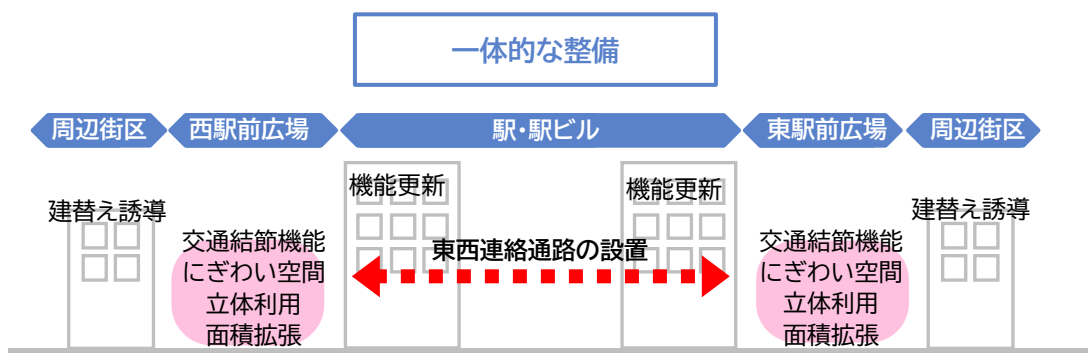 一体的な整備
周辺街区
西駅前広場
駅・駅ビル
東駅前広場
周辺街区
機能更新
機能更新
建替え誘導
建替え誘導
交通結節機能
にぎわい空間
立体利用
面積拡張
東西連絡通路の設置
交通結節機能
にぎわい空間
立体利用
面積拡張